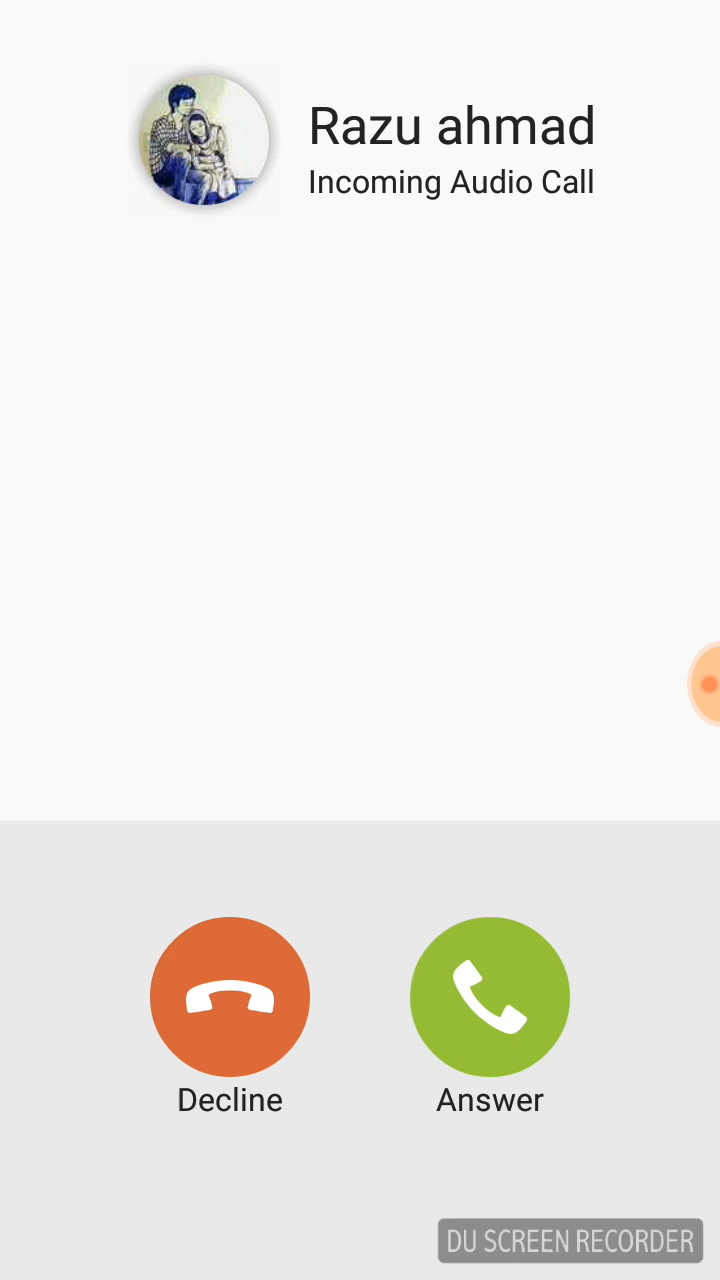 Razu ahmad
Incoming Audio Call
Decline
Answer
DU SCREEN RECORDER